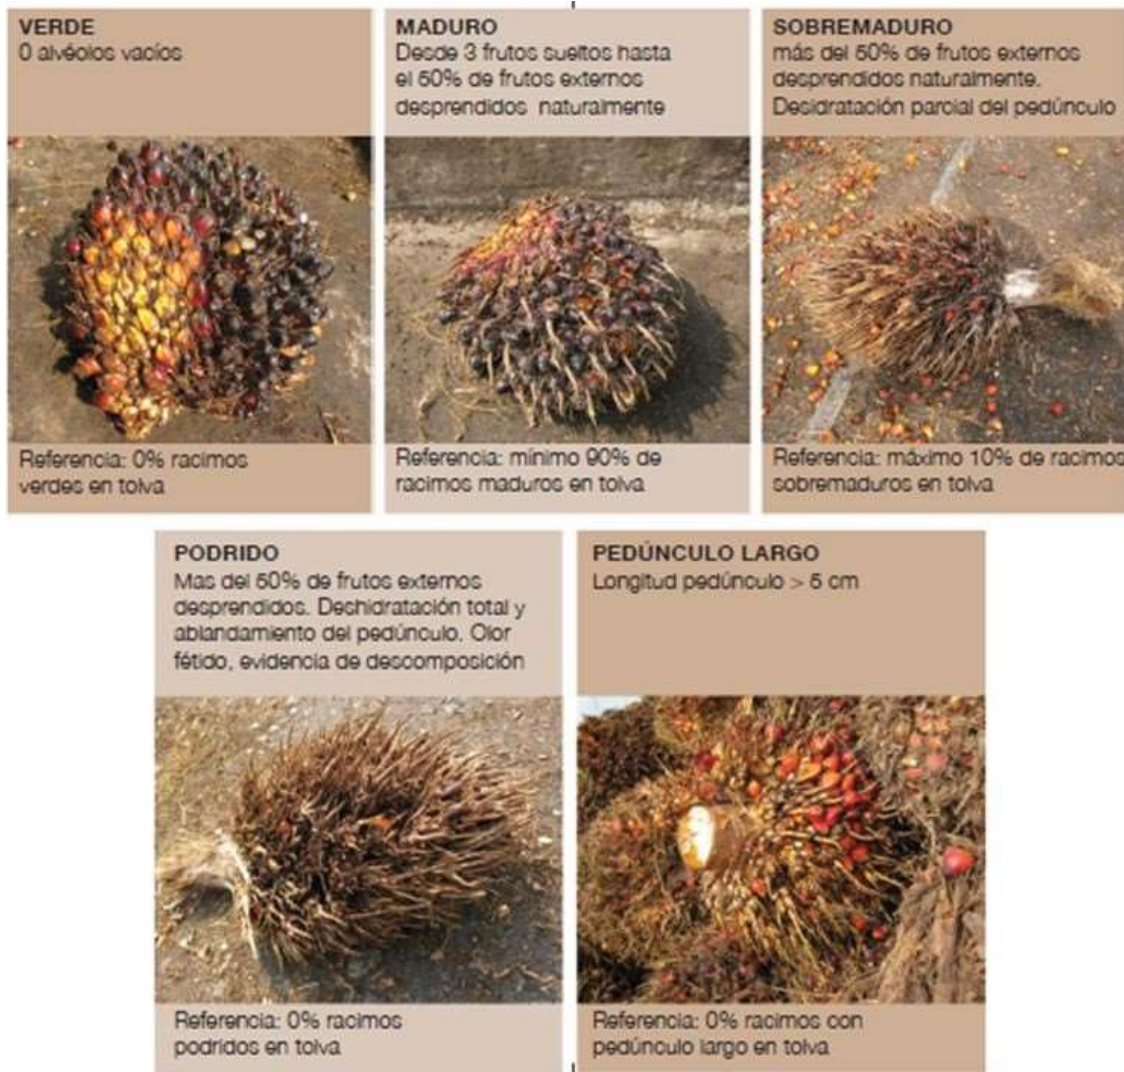 VERDE
0 alvéolos vacíos
MADURO
Desde 3 frutos sueltos hasta
el 50% de frutos externos
desprendidos naturalmente
SOBREMADURO
más del 50% de frutos externos
desprendidos naturalmente.
Desidratación parcial del pedúnculo
Referencia: 0% racimos
verdes en tolva
Referencia: mínimo 90% de
racimos maduros en tolva
Referencia: máximo 10% de racimos
sobremaduros en tolva
PODRIDO
Mas del 50% de frutos externos
desprendidos. Deshidratación total y
ablandamiento del pedúnculo. Olor
fétido, evidencia de descomposición
PEDÚNCULO LARGO
Longitud pedúnculo > 5 cm
Referencia: 0% racimos
podridos en tolva
Referencia: 0% racimos con
pedúnculo largo en tolva